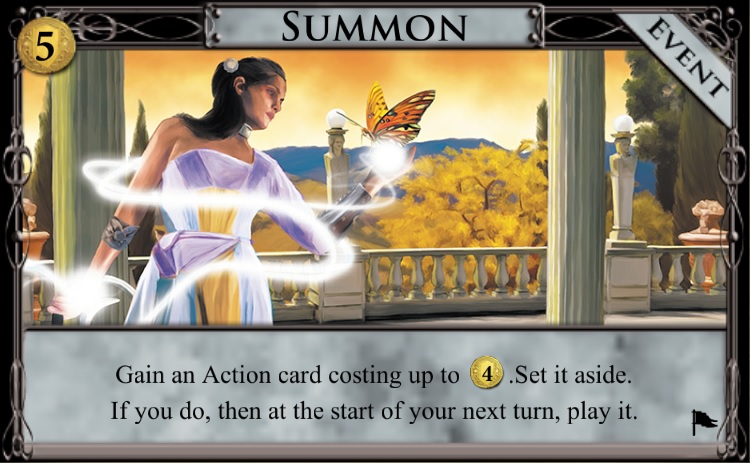 5
SUMMON
EVENT
Gain an Action card costing up to 4 .Set it aside.
If you do, then at the start of your next turn, play it.